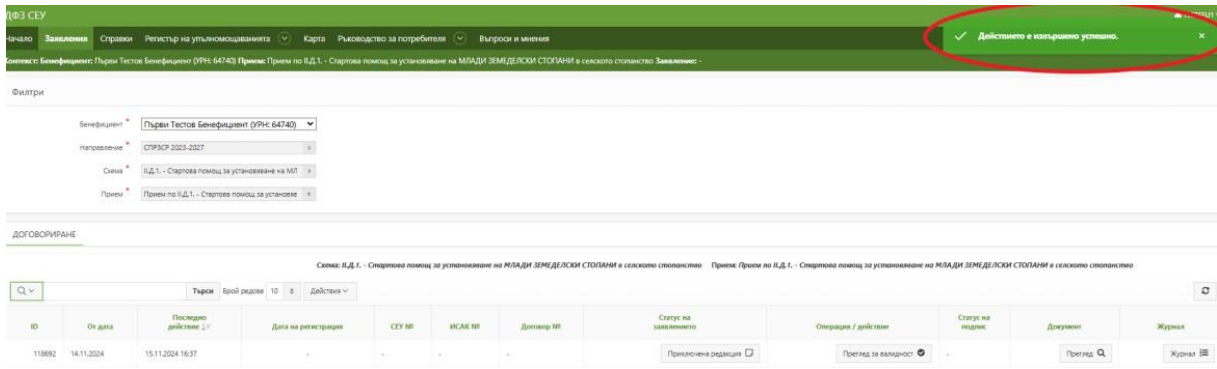 ДФЗ СЕУ
Начало Заявления Справки Регистър на упълномощаванията Карта Ръководство за потребителя Въпроси и мнения
Действието е извършено успешно. ×
Контекст: Бенефициент: Първи Тестов Бенефициент (УРН: 64740) Прием: Прием по II.Д.1. - Стартова помощ за установяване на МЛАДИ ЗЕМЕДЕЛСКИ СТОПАНИ в селското стопанство Заявление: -
Филтри
Бенефициент * Първи Тестов Бенефициент (УРН: 64740)
Направление * СПРЗСР 2023-2027
Схема * II.Д.1. - Стартова помощ за установяване на МЛ
Прием * Прием по II.Д.1. - Стартова помощ за установяв
ДОГОВОРИРАНЕ
Схема: II.Д.1. - Стартова помощ за установяване на МЛАДИ ЗЕМЕДЕЛСКИ СТОПАНИ в селското стопанство Прием: Прием по II.Д.1. - Стартова помощ за установяване на МЛАДИ ЗЕМЕДЕЛСКИ СТОПАНИ в селското стопанство
Търси Брой редове 10 Действия
ID От дата Последно действие Дата на регистрация СЕУ № ИСАК № Договор № Статус на заявлението Операция / действие Статус на подпис Документ Журнал
118692 14.11.2024 15.11.2024 16:37 - - - - Приключена редакция Преглед за валидност - Преглед Журнал